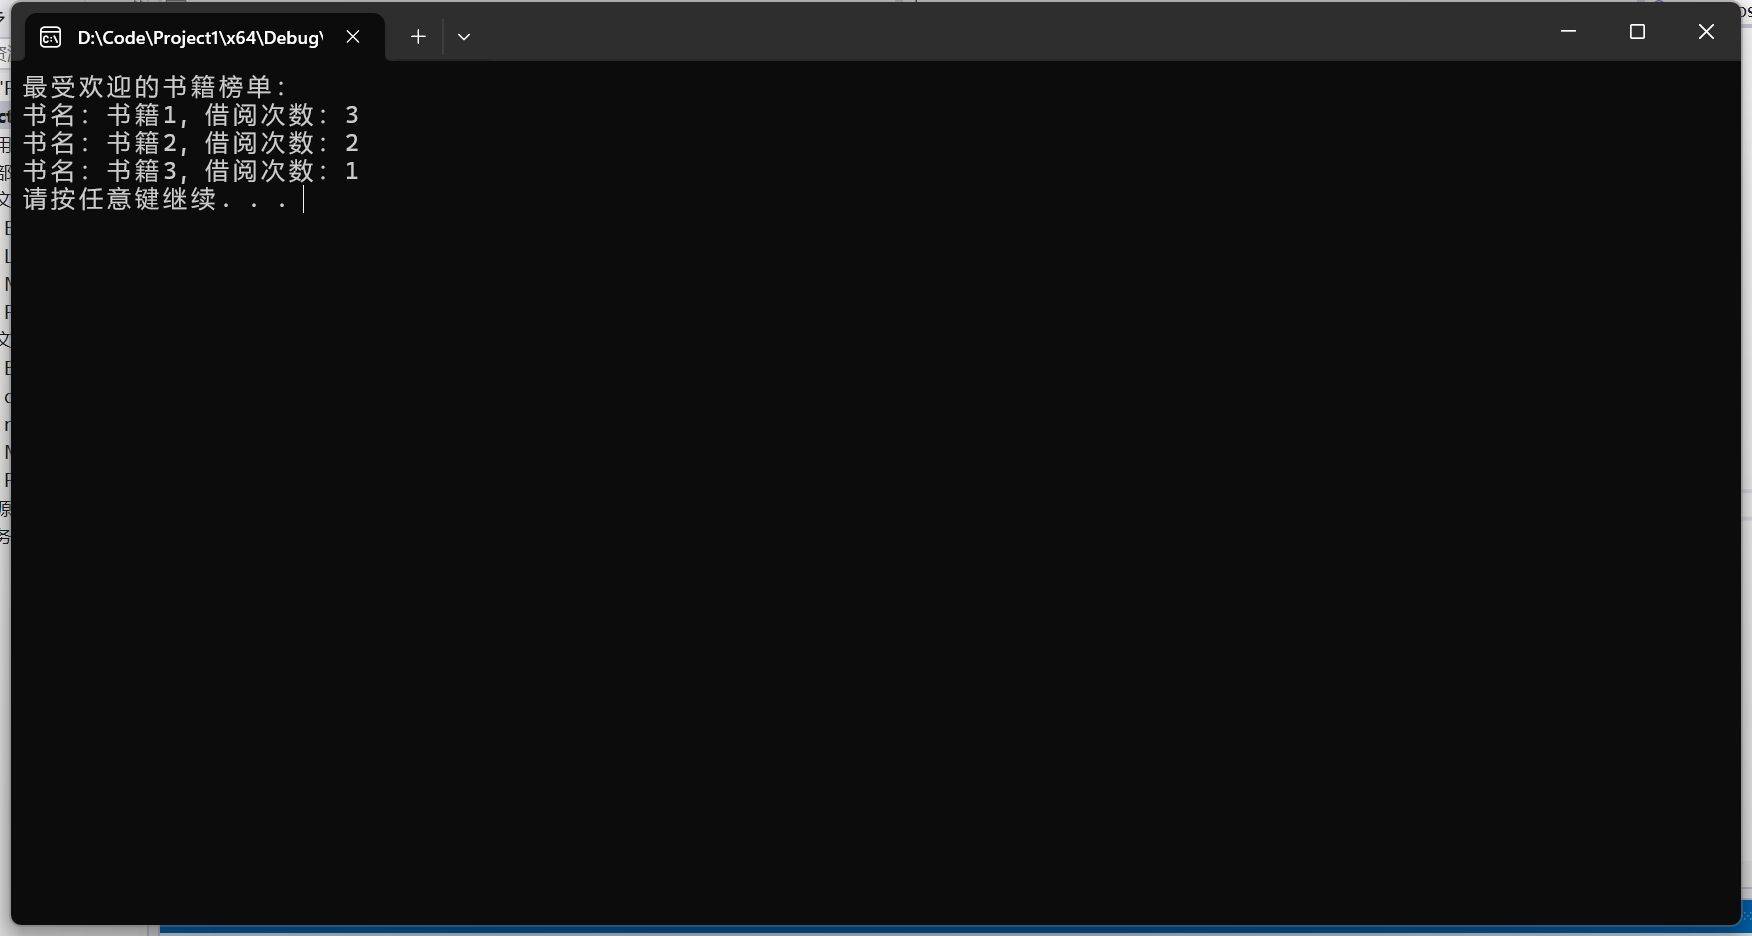 D:\Code\Project1\x64\Debug\
最受欢迎的书籍榜单：
书名：书籍1，借阅次数：3
书名：书籍2，借阅次数：2
书名：书籍3，借阅次数：1
请按任意键继续. . .